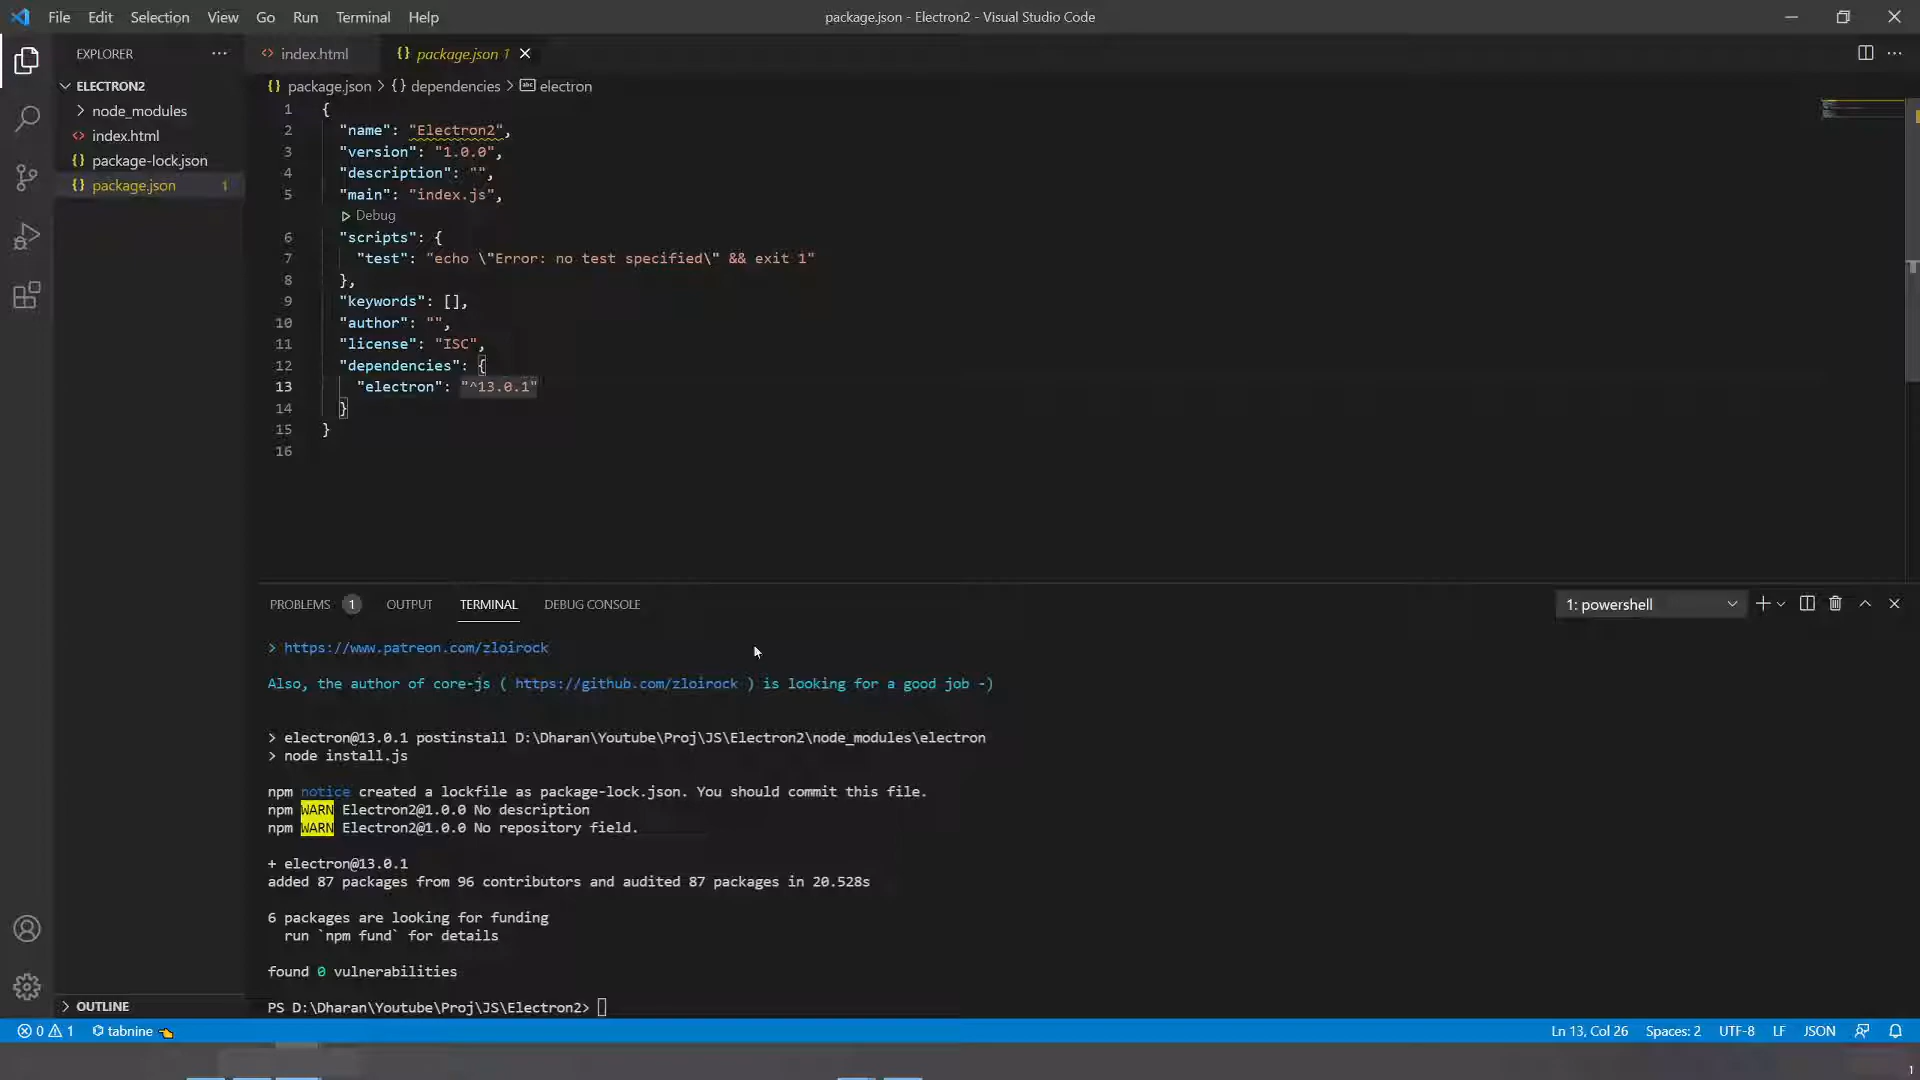 File Edit Selection View Go Run Terminal Help
package.json - Electron2 - Visual Studio Code
EXPLORER
index.html
package.json 1
ELECTRON2
node_modules
index.html
package-lock.json
package.json 1
package.json > {} dependencies > electron
1 {
2 "name": "Electron2",
3 "version": "1.0.0",
4 "description": "",
5 "main": "index.js",
Debug
6 "scripts": {
7 "test": "echo \"Error: no test specified\" && exit 1"
8 },
9 "keywords": [],
10 "author": "",
11 "license": "ISC",
12 "dependencies": {
13 "electron": "^13.0.1"
14 }
15 }
16
PROBLEMS 1 OUTPUT TERMINAL DEBUG CONSOLE
1: powershell
> https://www.patreon.com/zloirock
Also, the author of core-js ( https://github.com/zloirock ) is looking for a good job -)
> electron@13.0.1 postinstall D:\Dharan\Youtube\Proj\JS\Electron2\node_modules\electron
> node install.js
npm notice created a lockfile as package-lock.json. You should commit this file.
npm WARN Electron2@1.0.0 No description
npm WARN Electron2@1.0.0 No repository field.
+ electron@13.0.1
added 87 packages from 96 contributors and audited 87 packages in 20.528s
6 packages are looking for funding
run `npm fund` for details
found 0 vulnerabilities
PS D:\Dharan\Youtube\Proj\JS\Electron2>
OUTLINE
0 1 tabnine
Ln 13, Col 26 Spaces: 2 UTF-8 LF JSON
1